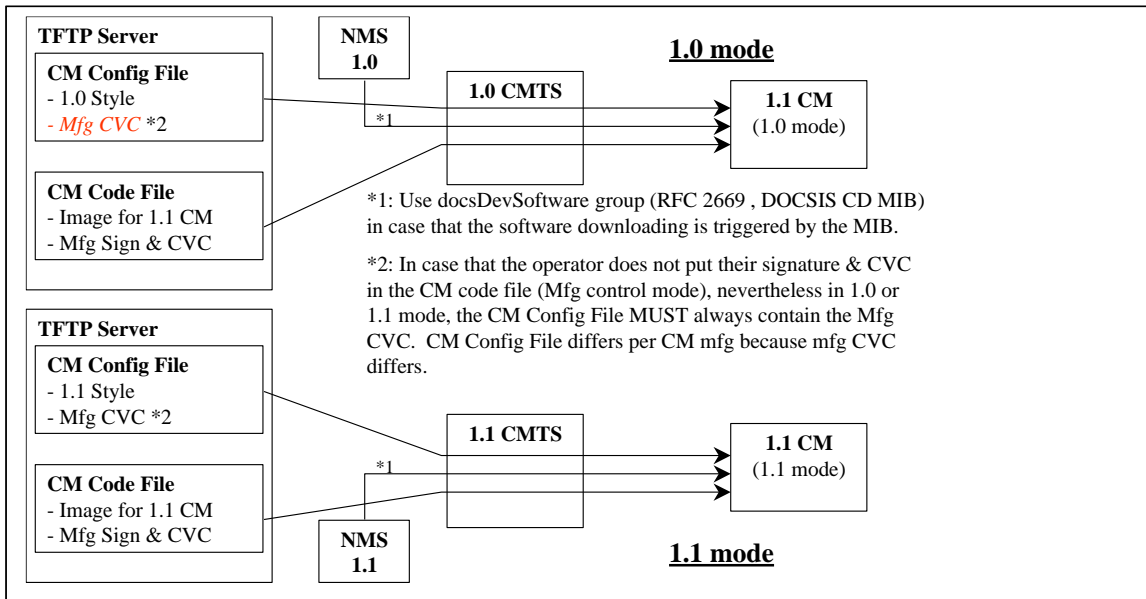 TFTP Server
CM Config File
- 1.0 Style
- Mfg CVC *2
CM Code File
- Image for 1.1 CM
- Mfg Sign & CVC
NMS
1.0
*1
1.0 CMTS
1.0 mode
1.1 CM
(1.0 mode)
*1: Use docsDevSoftware group (RFC 2669 , DOCSIS CD MIB)
in case that the software downloading is triggered by the MIB.
*2: In case that the operator does not put their signature & CVC
in the CM code file (Mfg control mode), nevertheless in 1.0 or
1.1 mode, the CM Config File MUST always contain the Mfg
CVC.  CM Config File differs per CM mfg because mfg CVC
differs.
TFTP Server
CM Config File
- 1.1 Style
- Mfg CVC *2
CM Code File
- Image for 1.1 CM
- Mfg Sign & CVC
*1
NMS
1.1
1.1 CMTS
1.1 CM
(1.1 mode)
1.1 mode